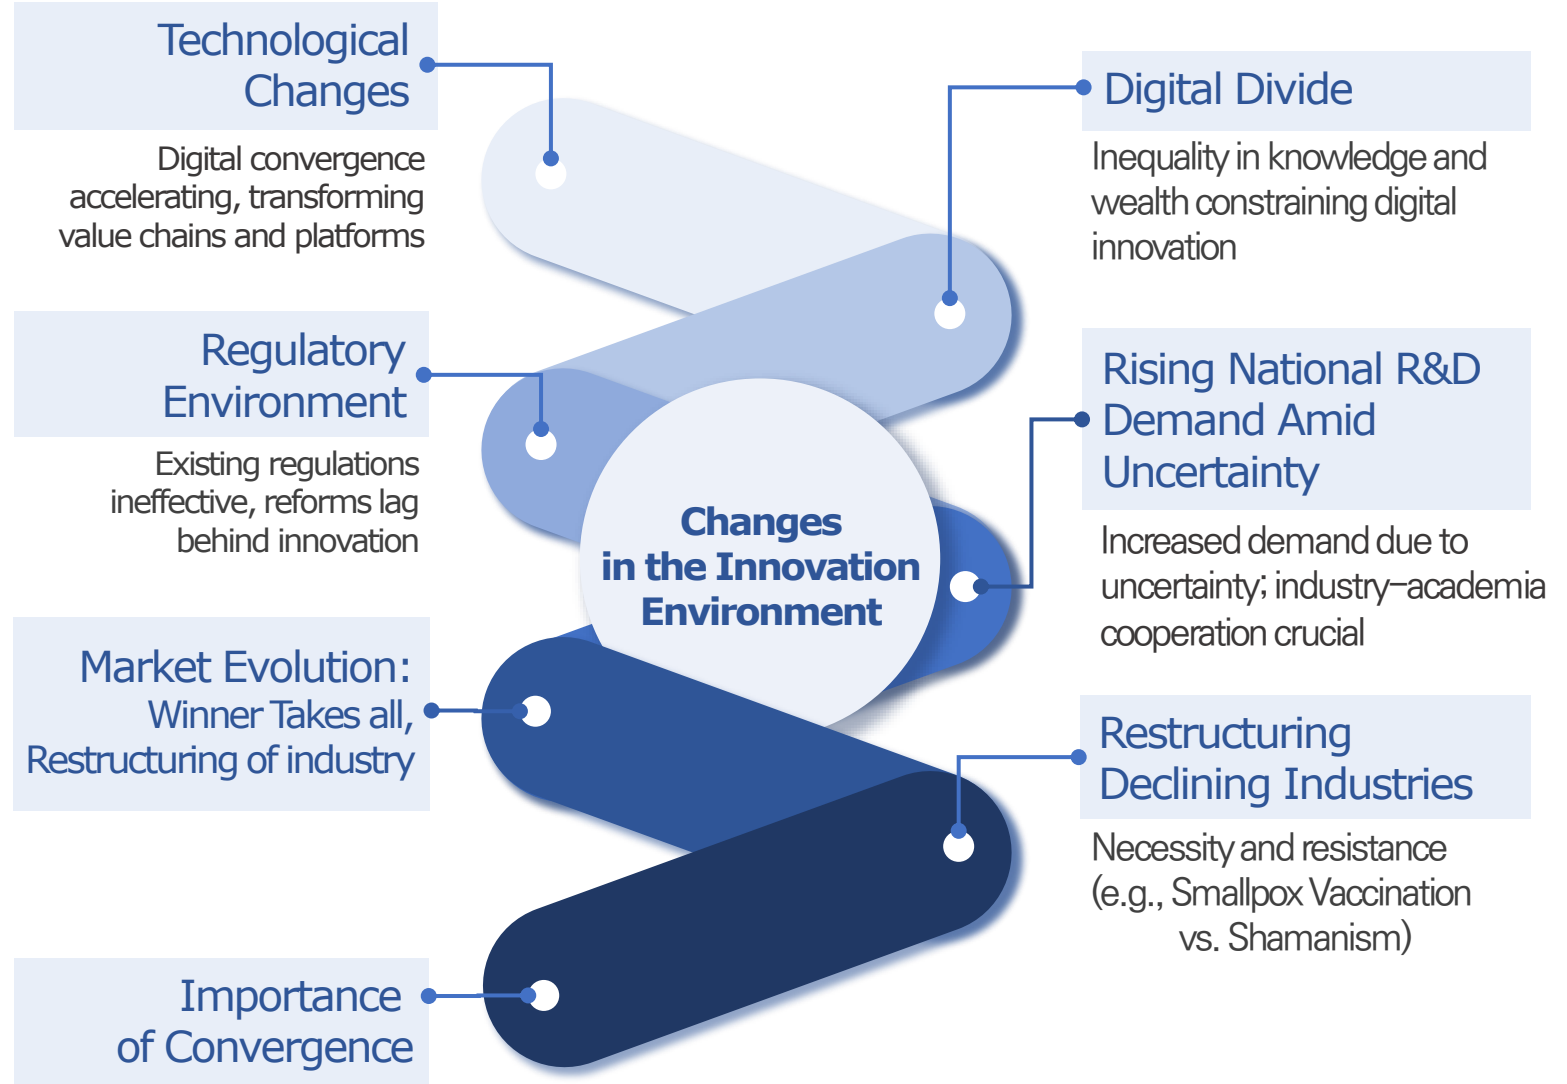 Technological
Changes
Digital convergence
accelerating, transforming
value chains and platforms
Regulatory
Environment
Existing regulations
ineffective, reforms lag
behind innovation
Market Evolution:
Winner Takes all,
Restructuring of industry
Importance
of Convergence
Changes
in the Innovation
Environment
Digital Divide
Inequality in knowledge and
wealth constraining digital
innovation
Rising National R&D
Demand Amid
Uncertainty
Increased demand due to
uncertainty; industry-academia
cooperation crucial
Restructuring
Declining Industries
Necessity and resistance
(e.g., Smallpox Vaccination
vs. Shamanism)